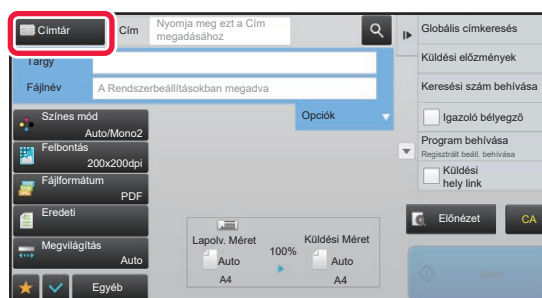 Címtár
Cím
Nyomja meg ezt a Cím
megadásához
Tárgy
Fájlnév
A Rendszerbeállításokban megadva
Opciók
Színes mód
Auto/Mono2
Felbontás
200x200dpi
Fájlformátum
PDF
Eredeti
Megvilágítás
Auto
Egyéb
Lapolv. Méret
Auto
A4
100%
Küldési Méret
Auto
A4
Globális címkeresés
Küldési előzmények
Keresési szám behívása
Igazoló bélyegző
Program behívása
Regisztrált beáll. behívása
Küldési
hely link
Előnézet
CA
Start